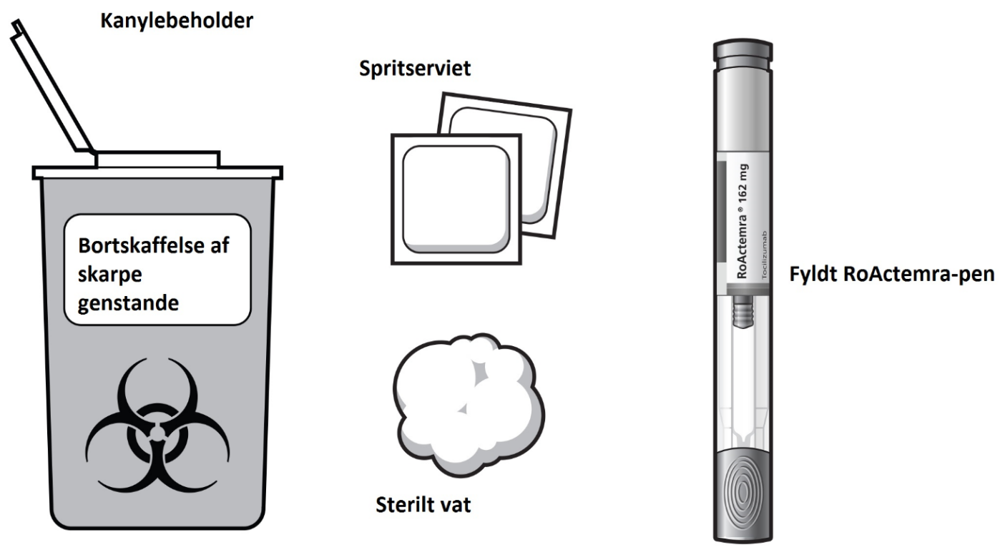 Kanylebeholder
Spritserviet
Bortskaffelse af
skarpe
genstande
Sterilt vat
RoActemra® 162 mg
Tocilizumab
Fyldt RoActemra-pen